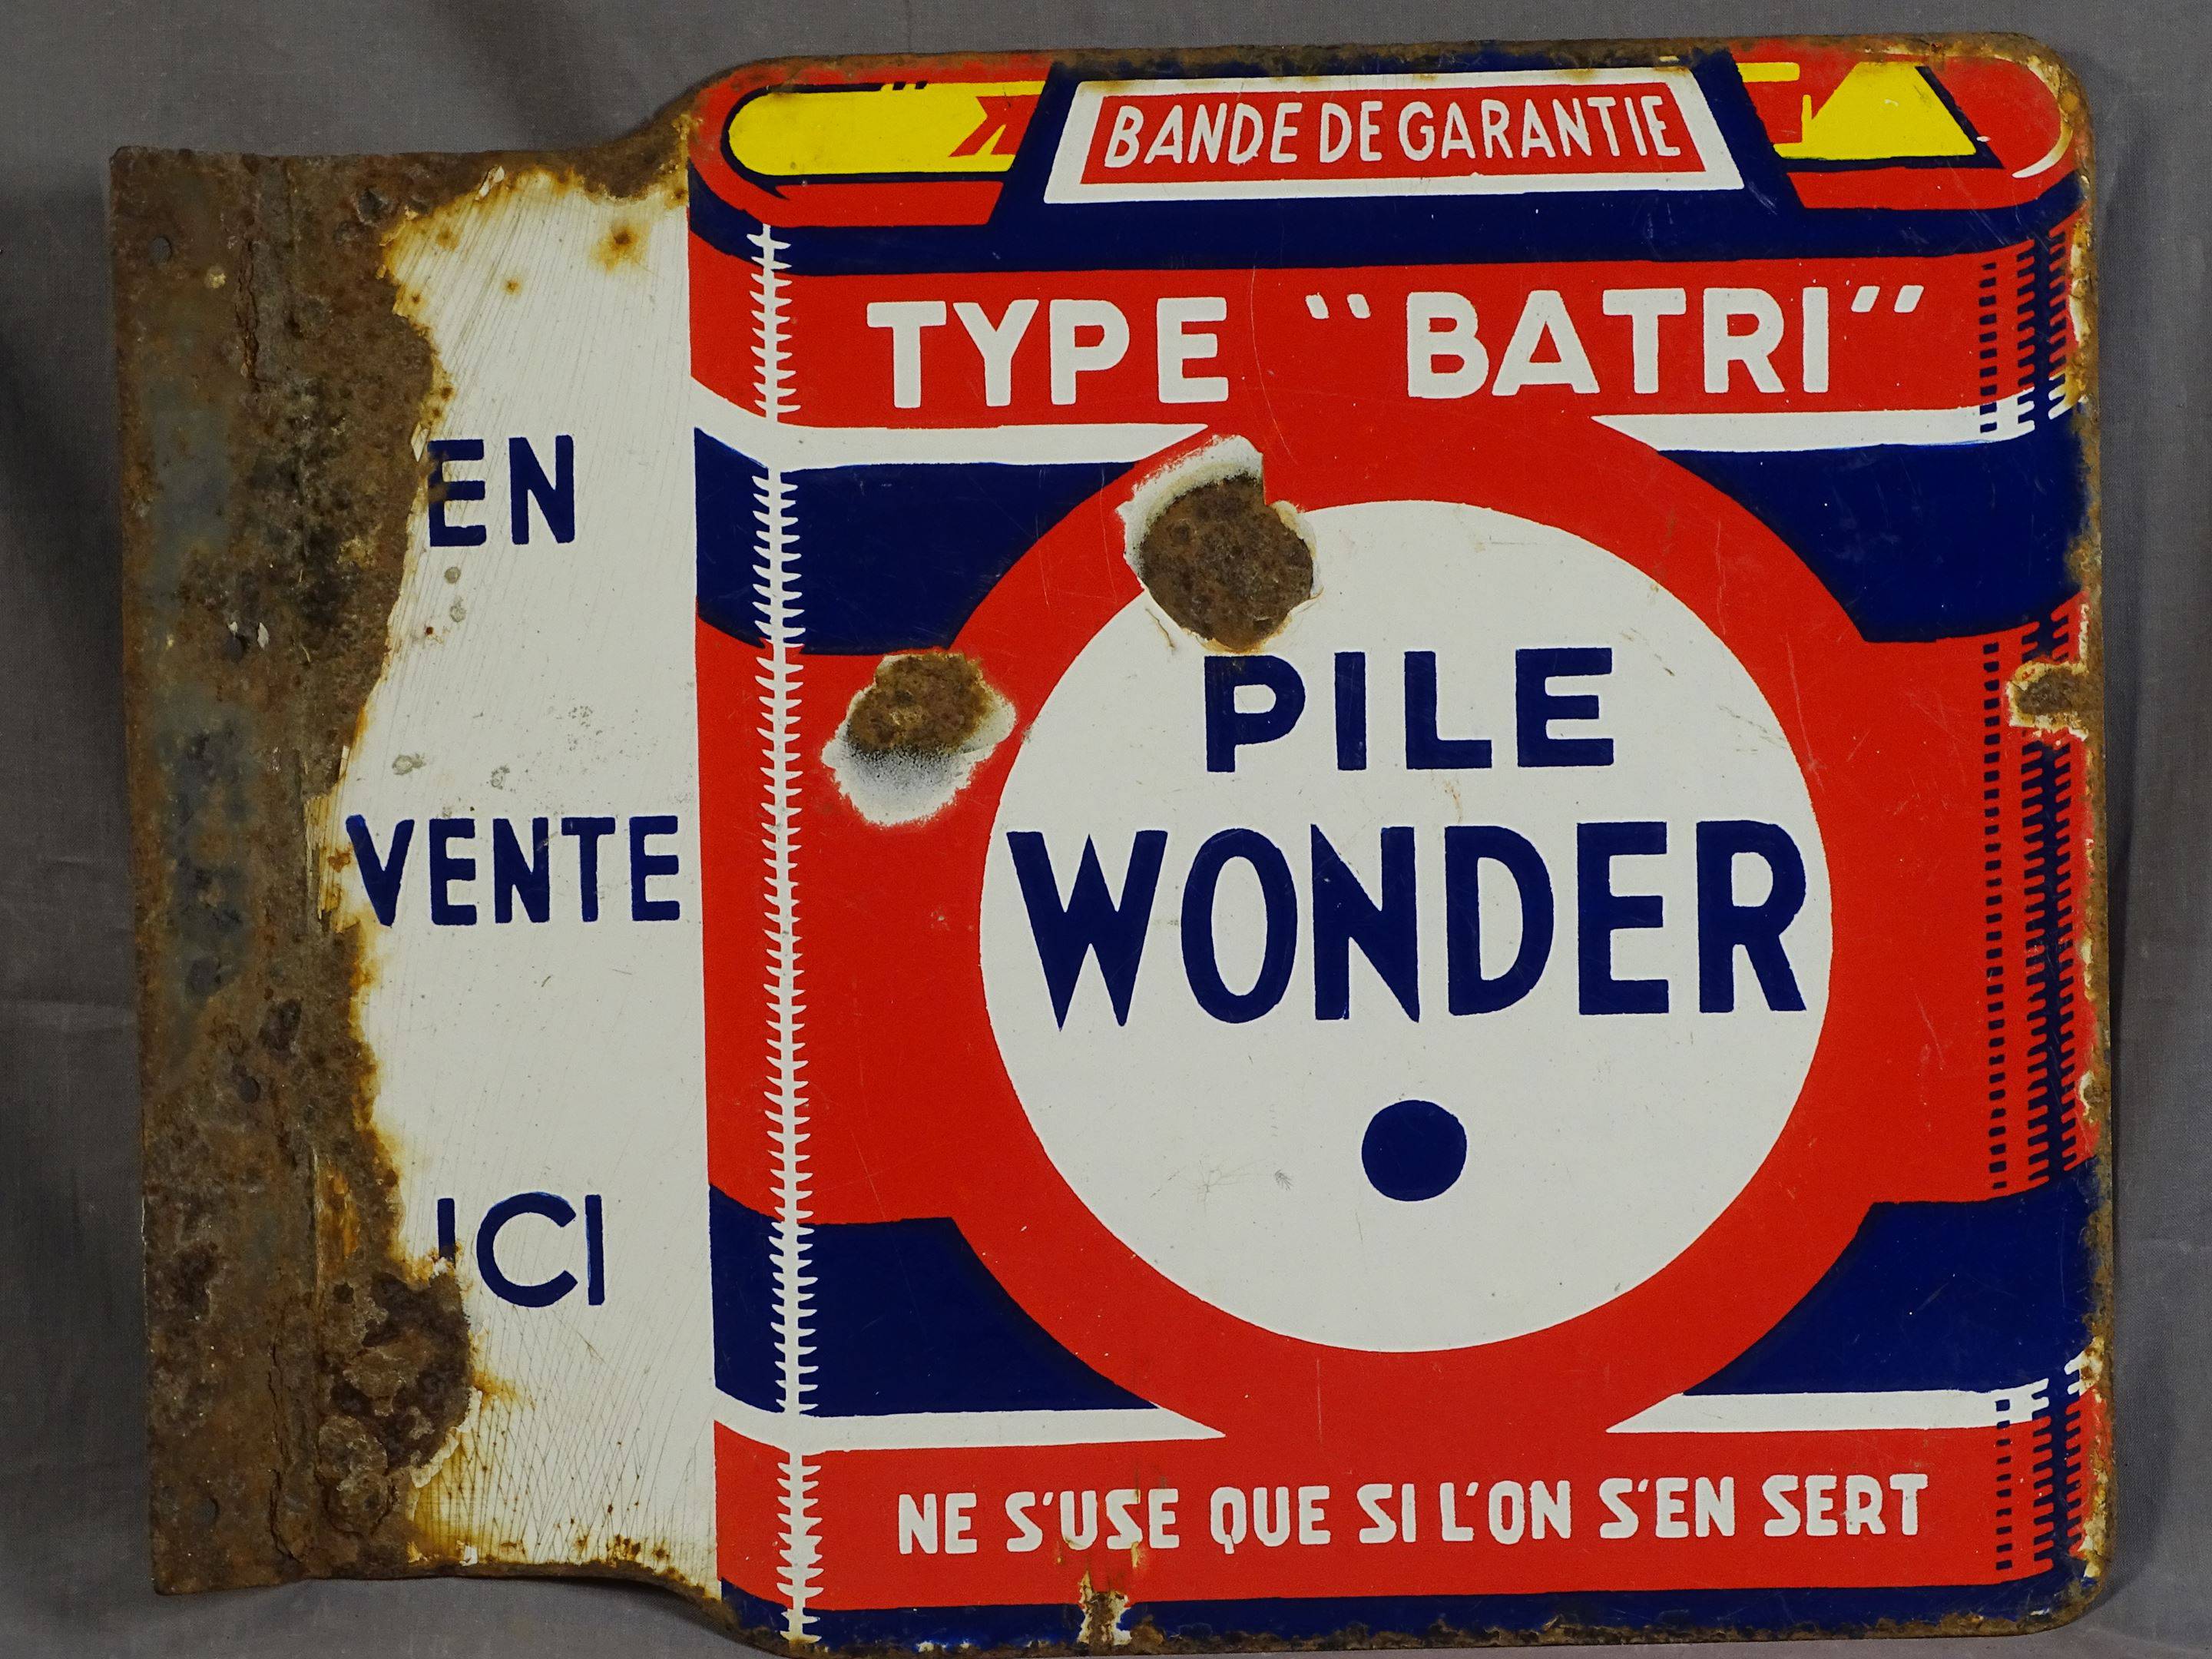 BANDE DE GARANTIE
TYPE "BATRI"
EN
VENTE
ICI
PILE
WONDER
NE S'USE QUE SI L'ON S'EN SERT